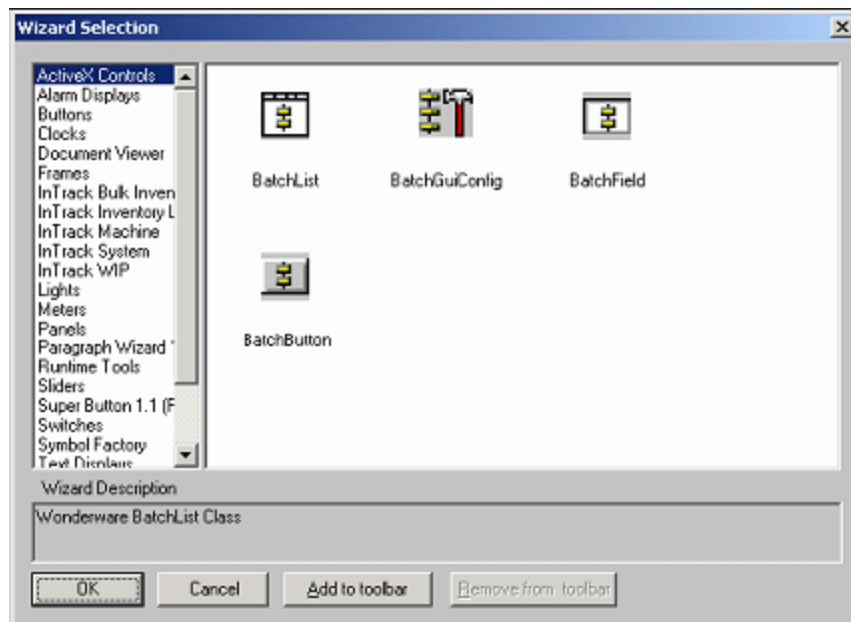 Wizard Selection
ActiveX Controls
Alarm Displays
Buttons
Clocks
Document Viewer
Frames
InTrack Bulk Inven
InTrack Inventory L
InTrack Machine
InTrack System
InTrack WIP
Lights
Meters
Panels
Paragraph Wizard
Runtime Tools
Sliders
Super Button 1.1 (F
Switches
Symbol Factory
Text Displays
BatchList BatchGuiConfig BatchField
BatchButton
Wizard Description
Wonderware BatchList Class
OK Cancel Add to toolbar Remove from toolbar